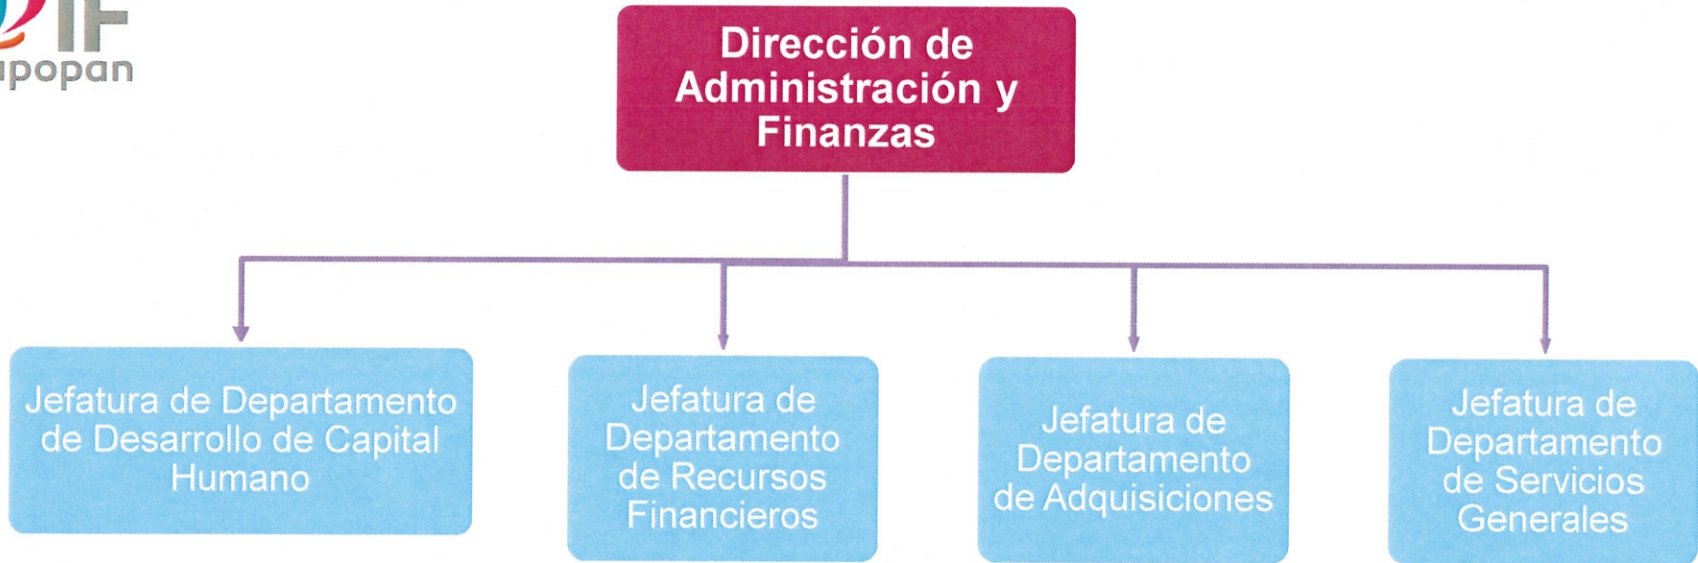 IF
Dirección de
Administración y
Finanzas
Jefatura de Departamento
de Desarrollo de Capital
Humano
Jefatura de
Departamento
de Recursos
Financieros
Jefatura de
Departamento
de Adquisiciones
Jefatura de
Departamento
de Servicios
Generales